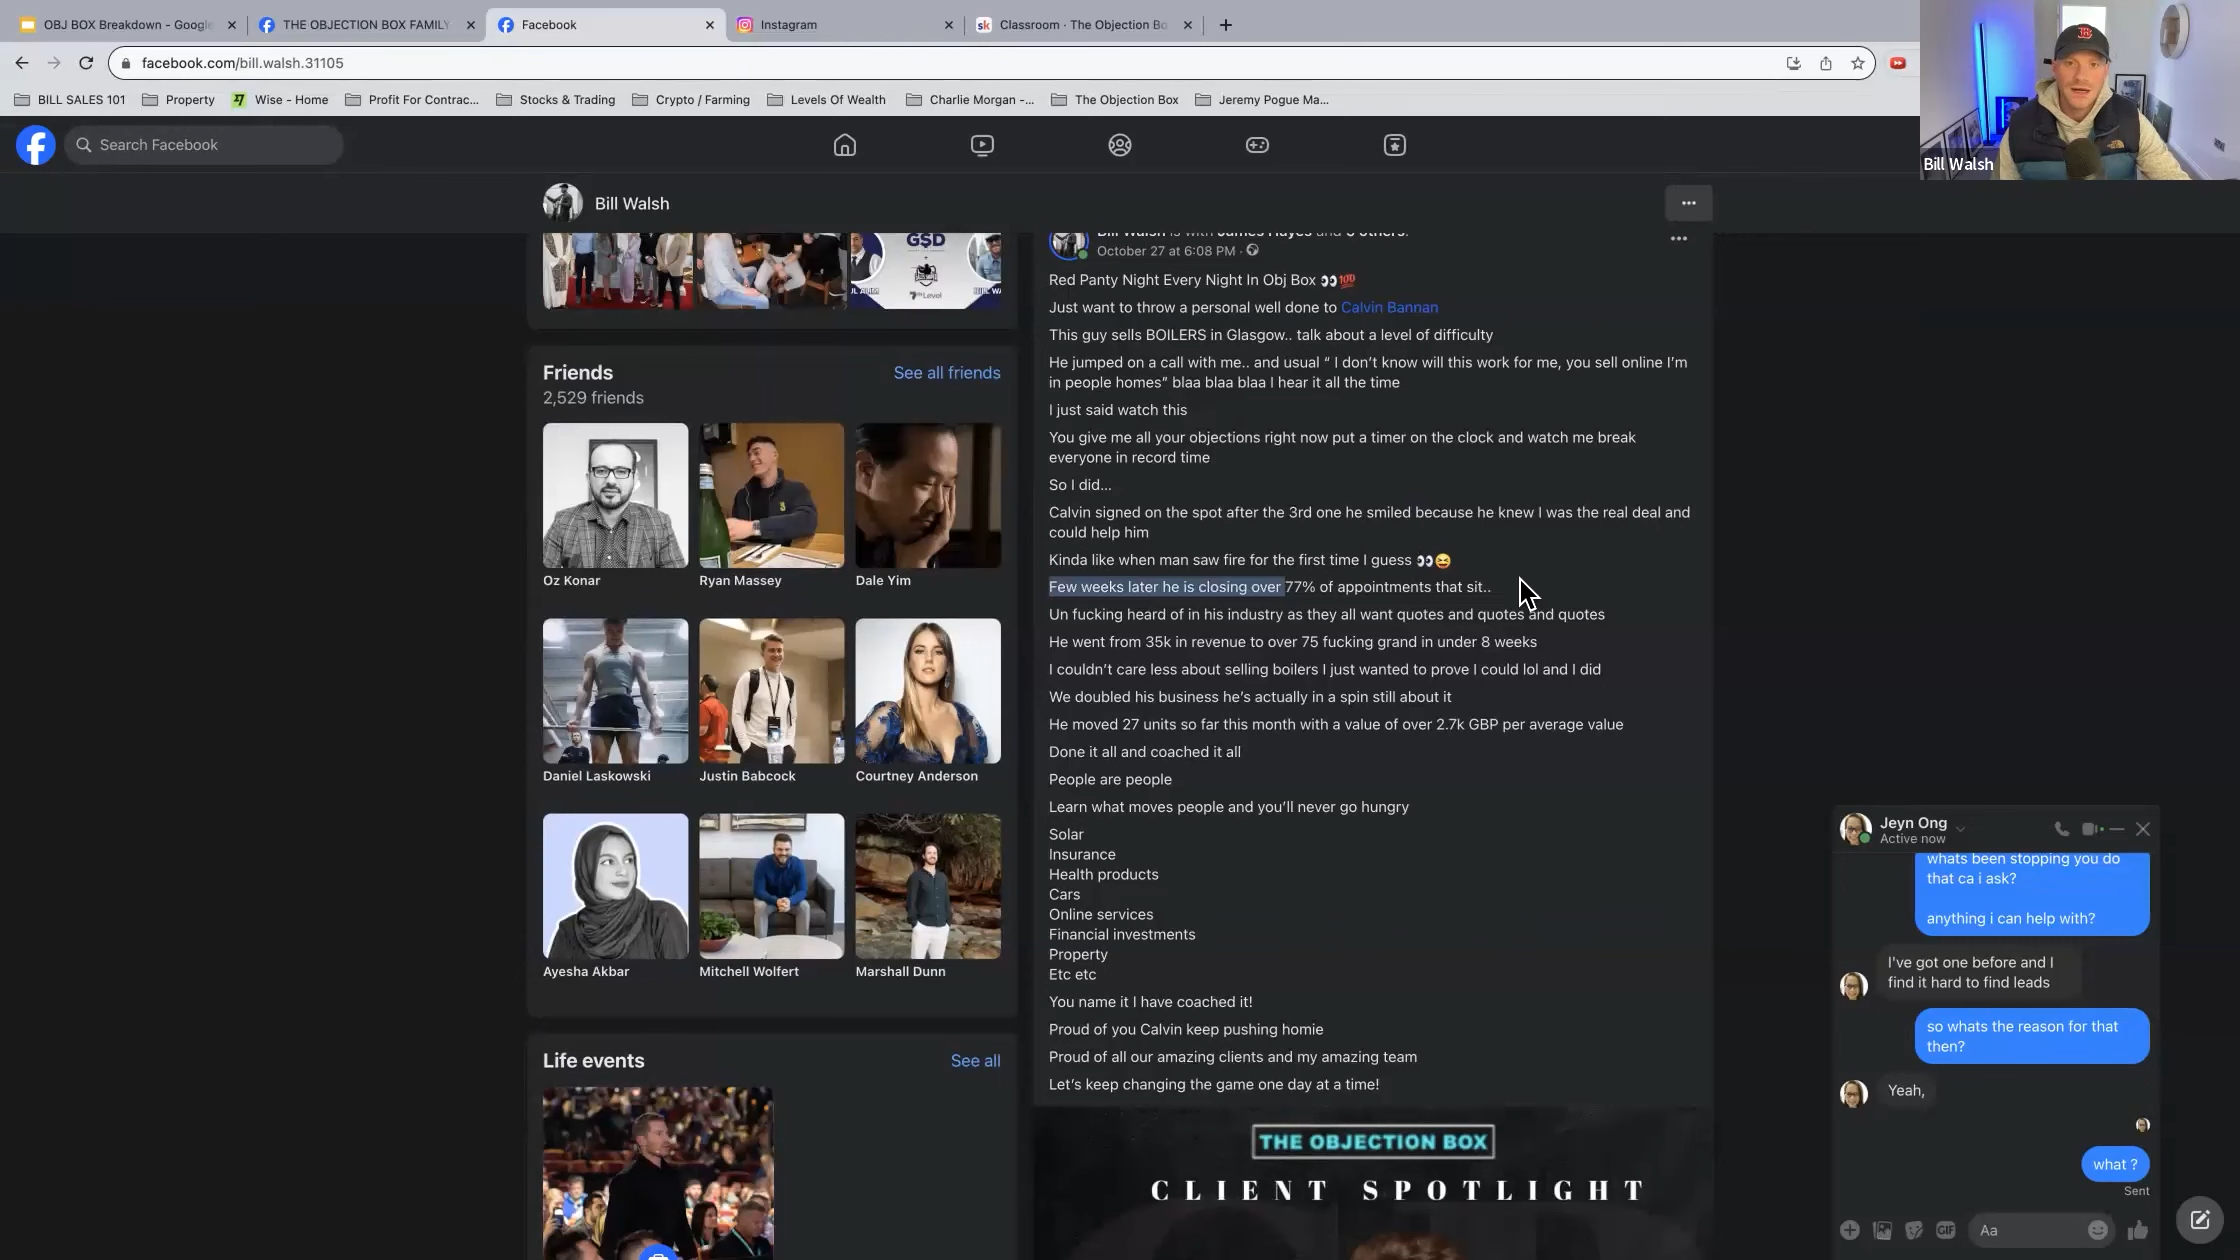 OBJ BOX Breakdown - Google
THE OBJECTION BOX FAMILY
Facebook
Instagram
Classroom · The Objection Bo
facebook.com/bill.walsh.31105
BILL SALES 101
Property
Wise - Home
Profit For Contrac...
Stocks & Trading
Crypto / Farming
Levels Of Wealth
Charlie Morgan -...
The Objection Box
Jeremy Pogue Ma...
Bill Walsh
Search Facebook
Bill Walsh
G$D
7th Level
Friends
See all friends
2,529 friends
Oz Konar
Ryan Massey
Dale Yim
Daniel Laskowski
Justin Babcock
Courtney Anderson
Ayesha Akbar
Mitchell Wolfert
Marshall Dunn
Life events
See all
Bill Walsh is with James Hayes and
October 27 at 6:08 PM ·
Red Panty Night Every Night In Obj Box 👀💯
Just want to throw a personal well done to Calvin Bannan
This guy sells BOILERS in Glasgow.. talk about a level of difficulty
He jumped on a call with me.. and usual “ I don’t know will this work for me, you sell online I’m
in people homes” blaa blaa blaa I hear it all the time
I just said watch this
You give me all your objections right now put a timer on the clock and watch me break
everyone in record time
So I did...
Calvin signed on the spot after the 3rd one he smiled because he knew I was the real deal and
could help him
Kinda like when man saw fire for the first time I guess 👀😝
Few weeks later he is closing over 77% of appointments that sit..
Un fucking heard of in his industry as they all want quotes and quotes and quotes
He went from 35k in revenue to over 75 fucking grand in under 8 weeks
I couldn’t care less about selling boilers I just wanted to prove I could lol and I did
We doubled his business he’s actually in a spin still about it
He moved 27 units so far this month with a value of over 2.7k GBP per average value
Done it all and coached it all
People are people
Learn what moves people and you’ll never go hungry
Solar
Insurance
Health products
Cars
Online services
Financial investments
Property
Etc etc
You name it I have coached it!
Proud of you Calvin keep pushing homie
Proud of all our amazing clients and my amazing team
Let’s keep changing the game one day at a time!
THE OBJECTION BOX
CLIENT SPOTLIGHT
Jeyn Ong
Active now
whats been stopping you do
that ca i ask?
anything i can help with?
I've got one before and I
find it hard to find leads
so whats the reason for that
then?
Yeah,
what ?
Sent
GIF
Aa